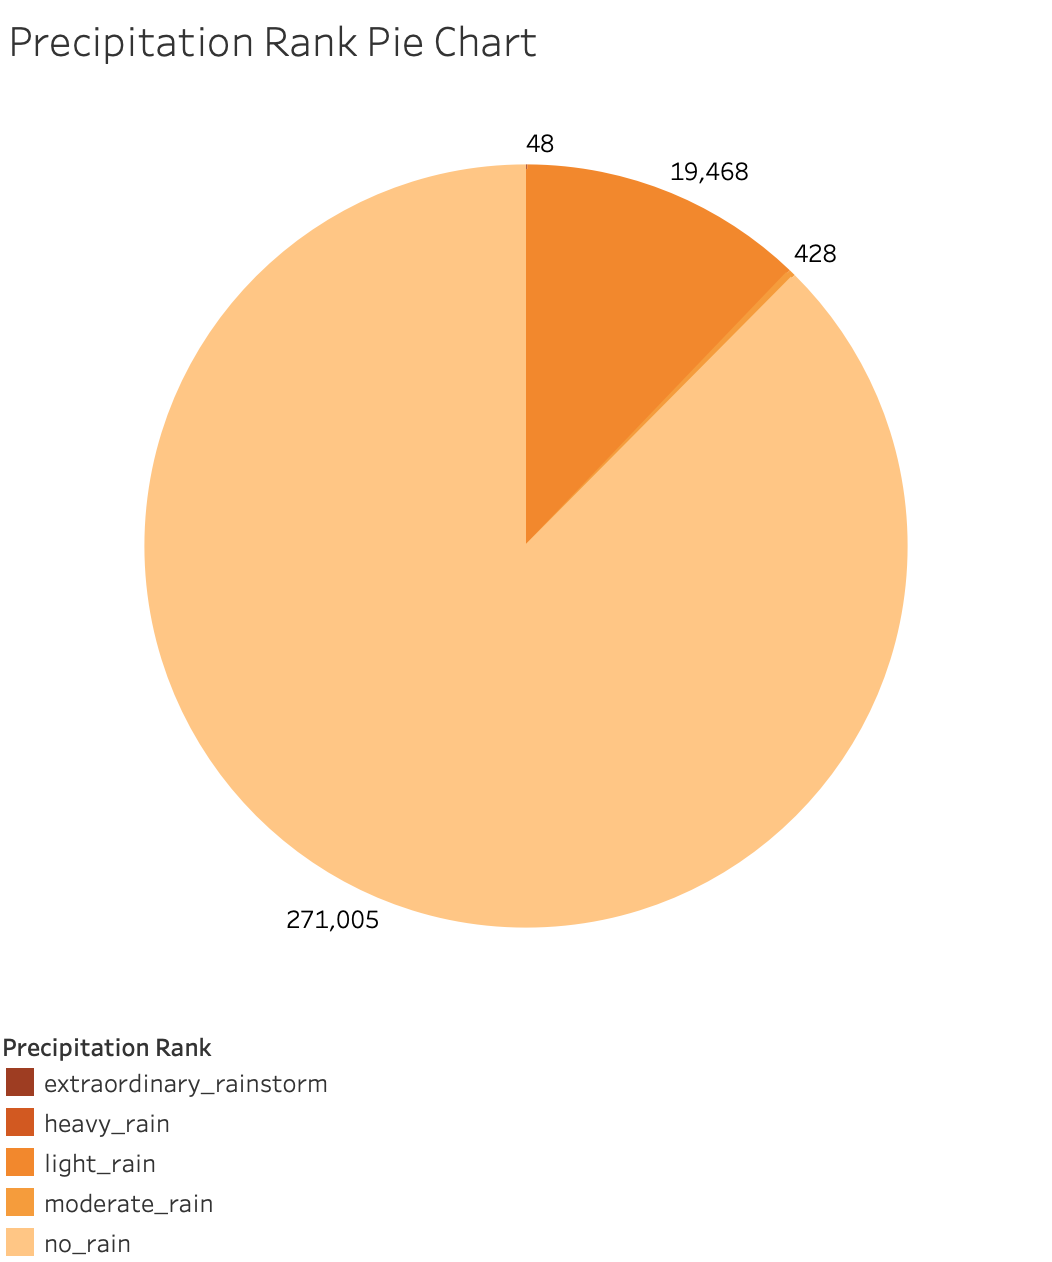 Precipitation Rank Pie Chart
48
19,468
428
271,005
Precipitation Rank
extraordinary_rainstorm
heavy_rain
light_rain
moderate_rain
no_rain